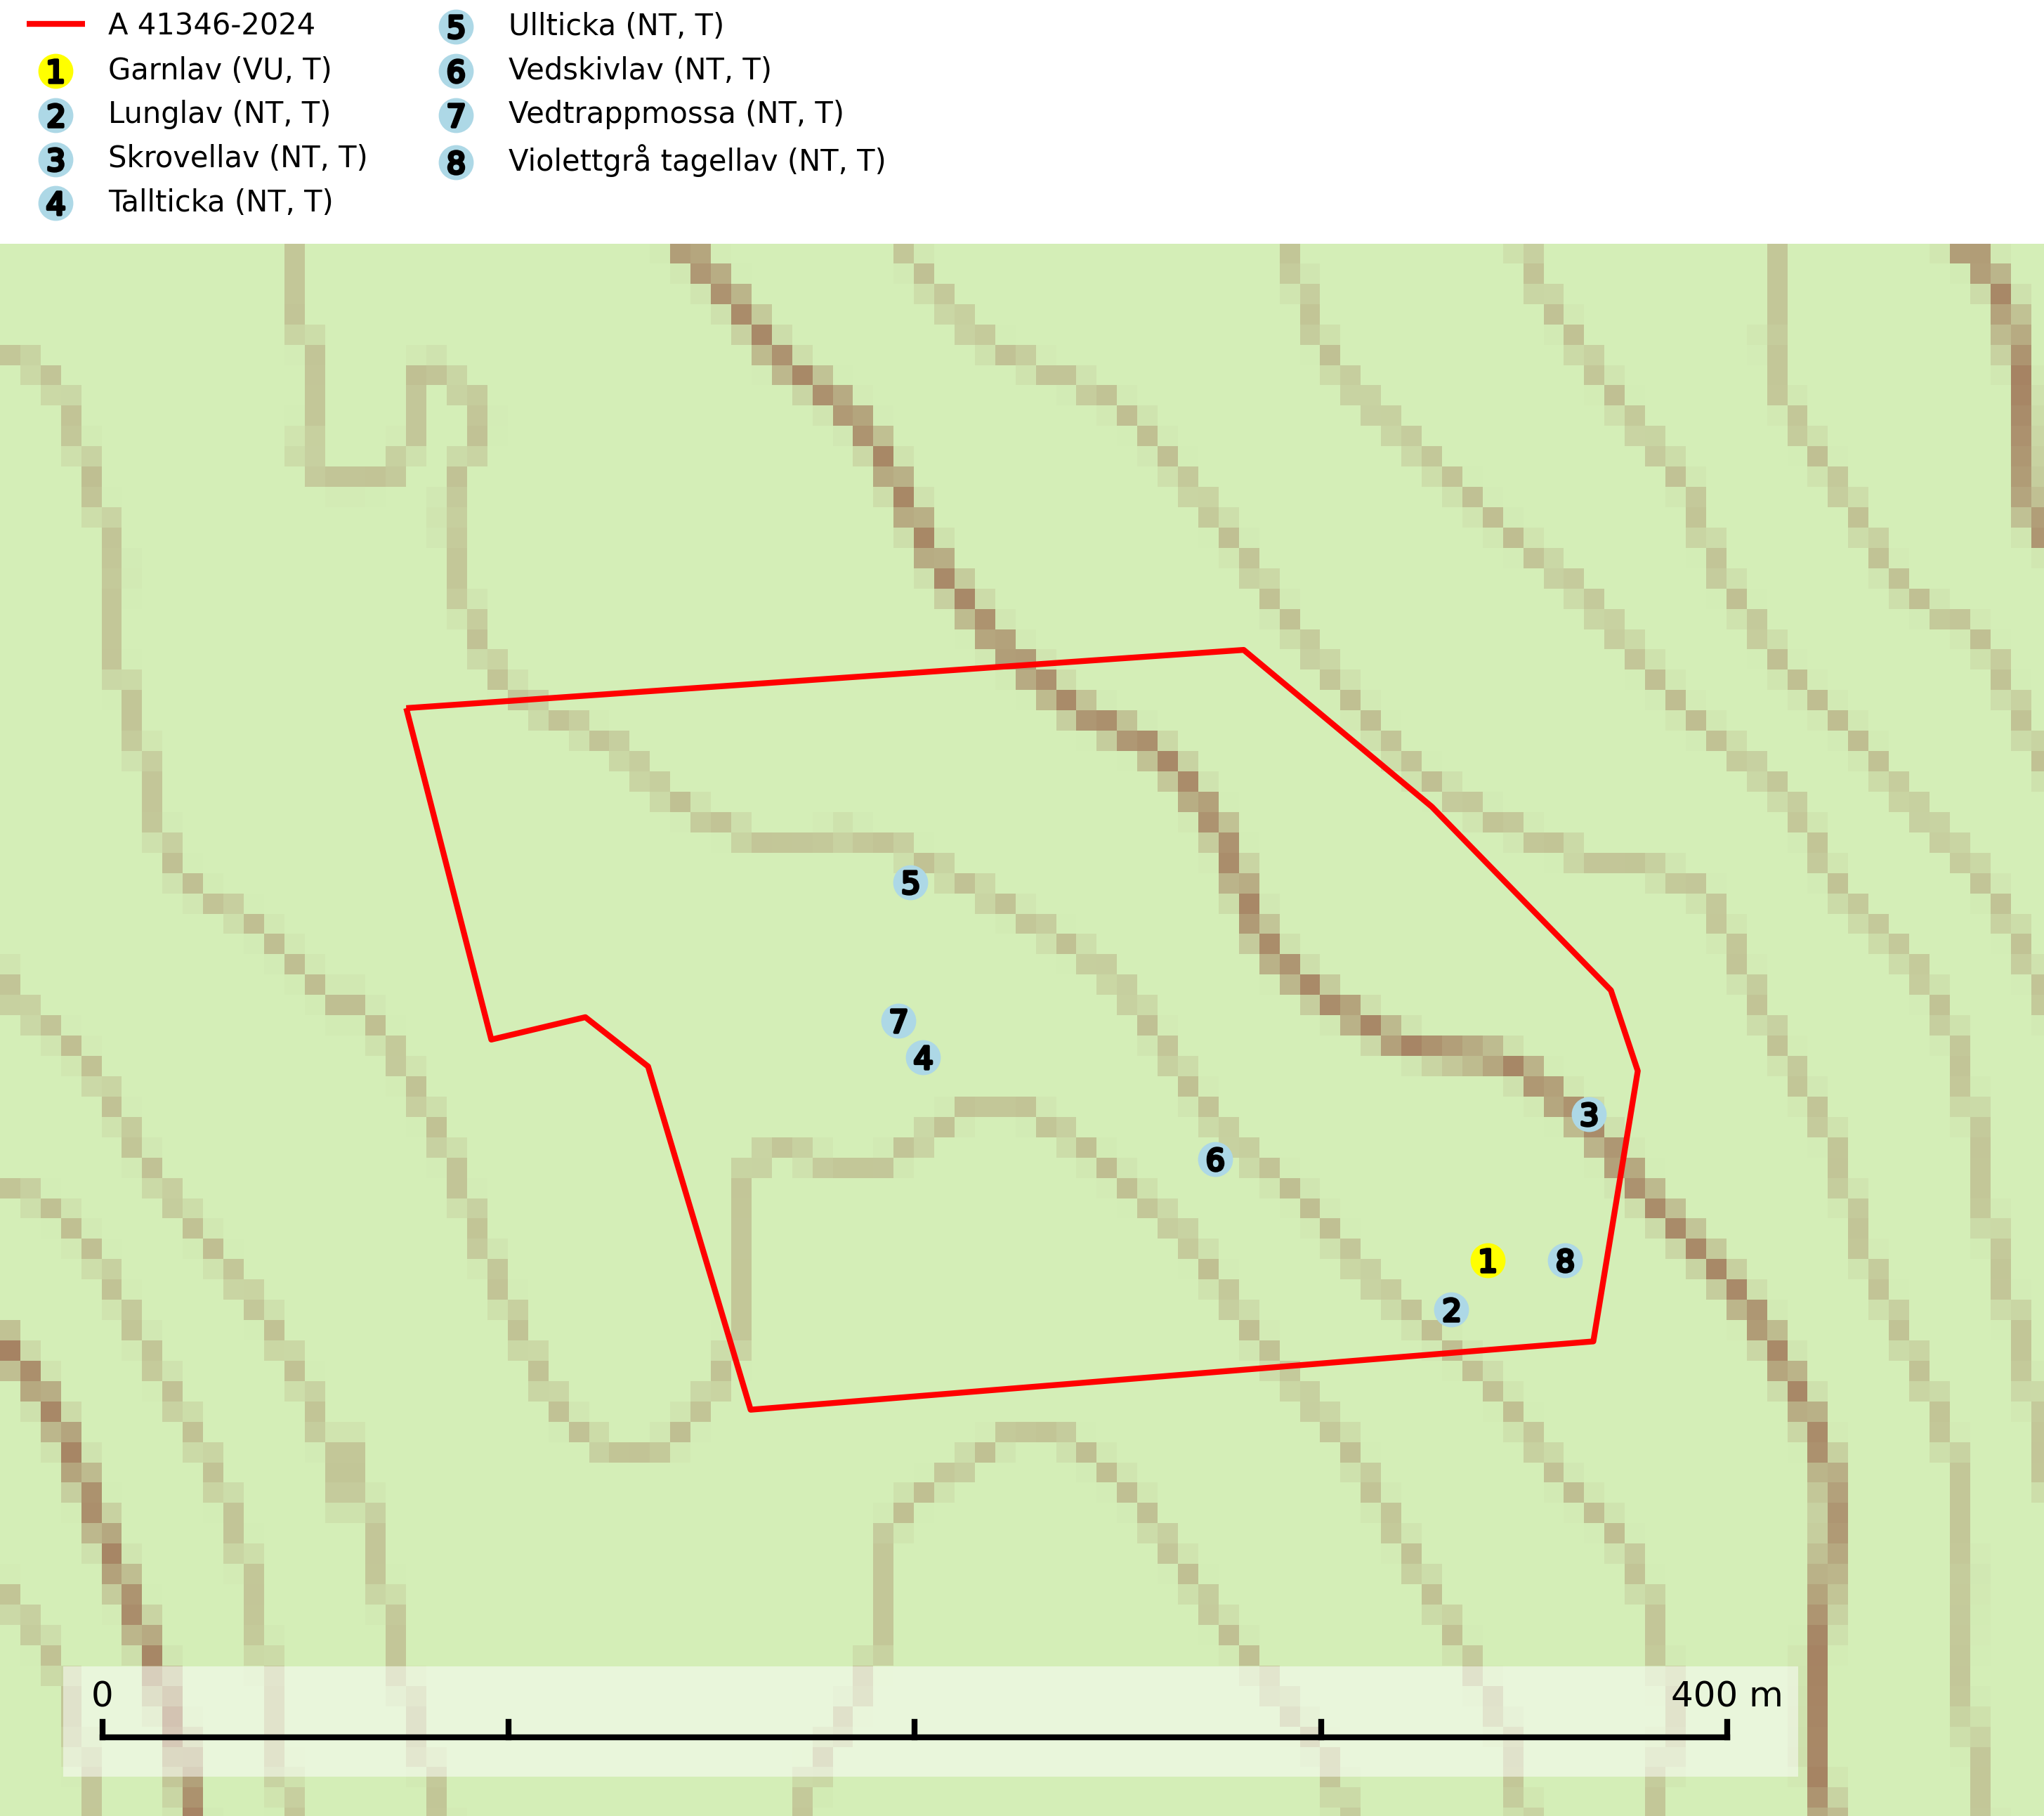 A 41346-2024
1 Garnlav (VU, T)
2 Lunglav (NT, T)
3 Skrovellav (NT, T)
4 Tallticka (NT, T)
5 Ullticka (NT, T)
6 Vedskivlav (NT, T)
7 Vedtrappmossa (NT, T)
8 Violettgrå tagellav (NT, T)
5
7
4
3
6
1 8
2
0 400 m